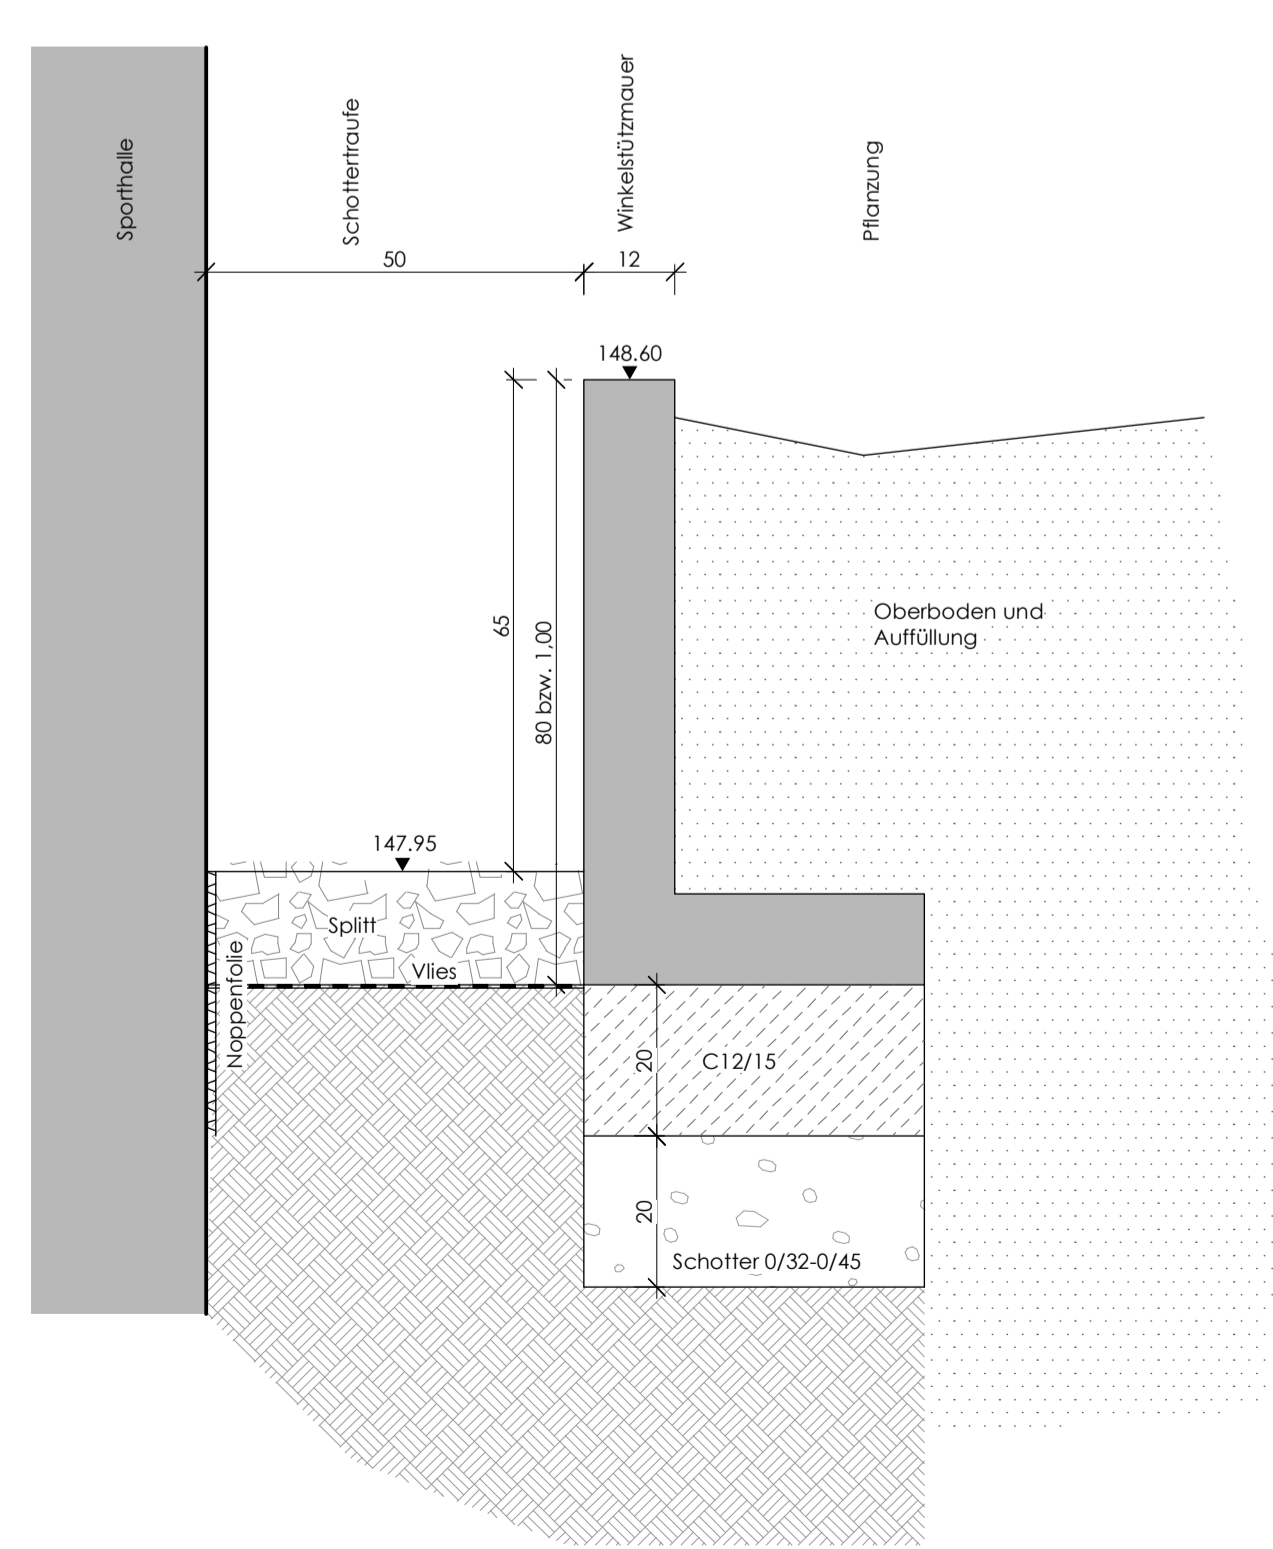 Sporthalle
Schottertraufe
Winkelstützmauer
Pflanzung
50
12
148.60
65
80 bzw. 1,00
Oberboden und
Auffüllung
147.95
Splitt
Vlies
Noppenfolie
20
C12/15
20
Schotter 0/32-0/45